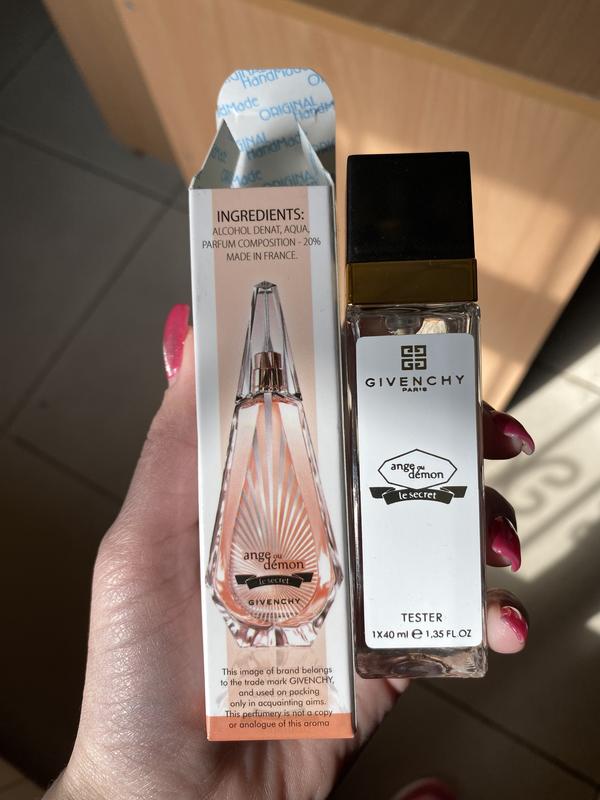 ORIGINAL
HandMade
ORIGINAL
HandMade
INGREDIENTS:
ALCOHOL DENAT, AQUA,
PARFUM COMPOSITION - 20%
MADE IN FRANCE.
ange ou
démon
le secret
GIVENCHY
This image of brand belongs
to the trade mark GIVENCHY,
and used on packing
only in acquainting aims.
This perfumery is not a copy
or analogue of this aroma
GIVENCHY
PARIS
ange ou
démon
le secret
TESTER
1X40 ml ℮ 1,35 FL OZ